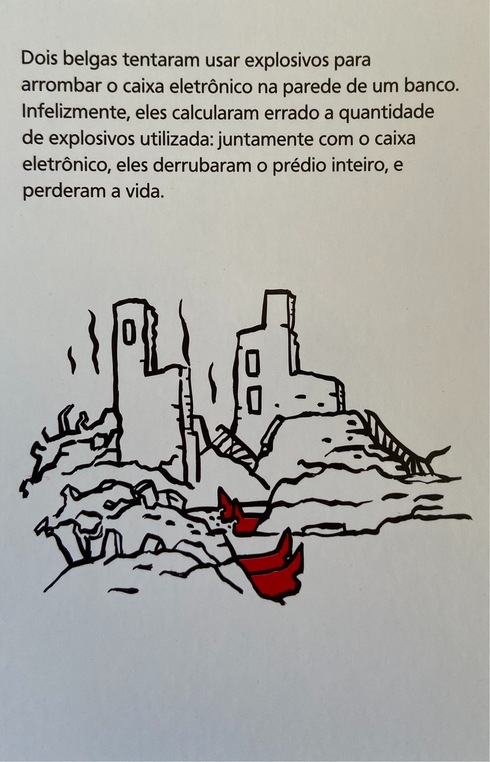 Dois belgas tentaram usar explosivos para
arrombar o caixa eletrônico na parede de um banco.
Infelizmente, eles calcularam errado a quantidade
de explosivos utilizada: juntamente com o caixa
eletrônico, eles derrubaram o prédio inteiro, e
perderam a vida.